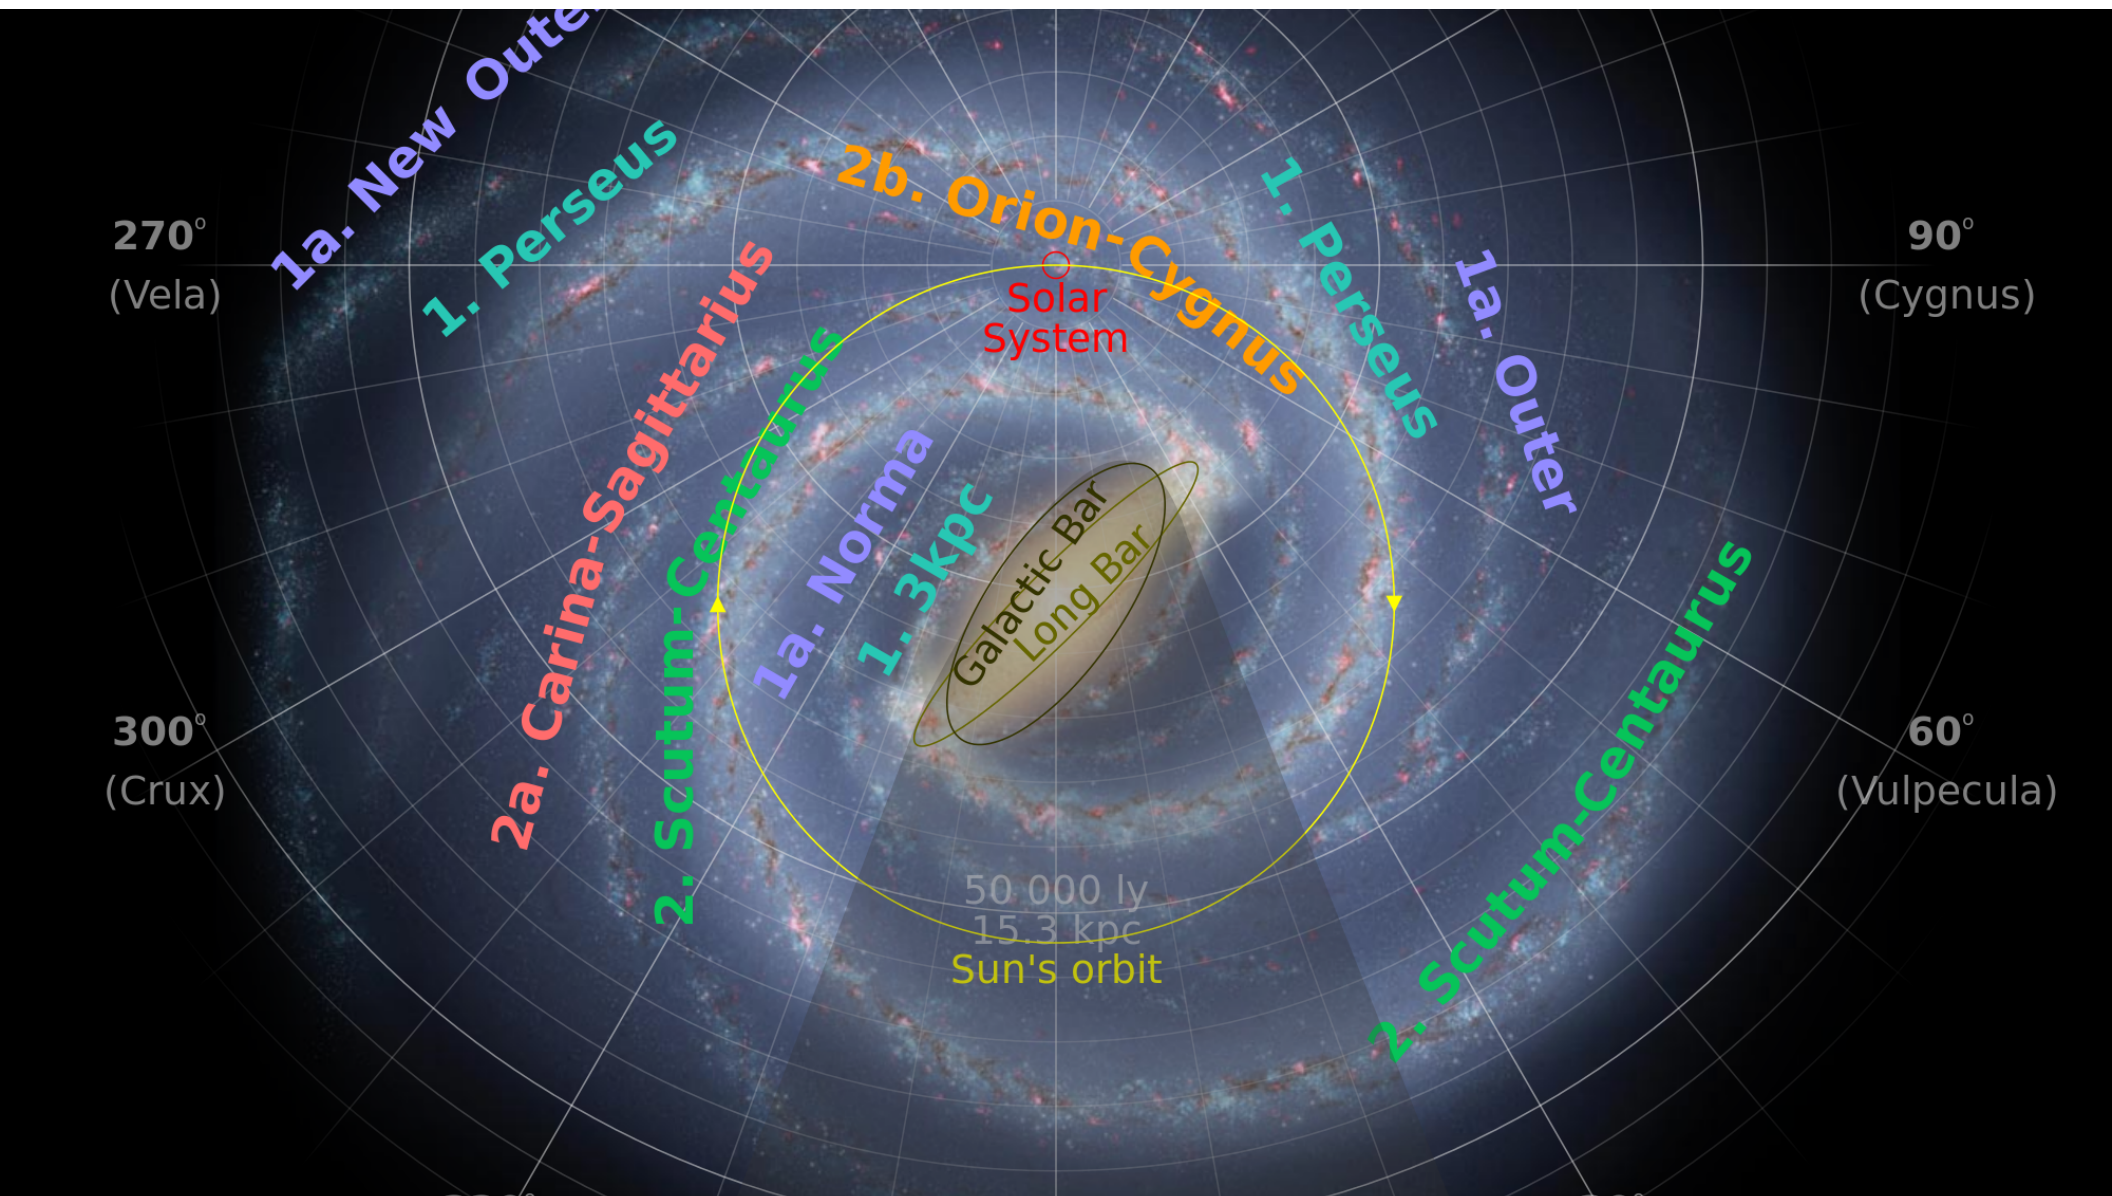 1a. New Oute
1. Perseus
2b. Orion-Cygnus
1. Perseus
270°
(Vela)
90°
(Cygnus)
Solar
System
1a. Outer
2a. Carina-Sagittarius
2. Scutum-Centaurus
1a. Norma
1. 3kpc
Galactic Bar
Long Bar
2. Scutum-Centaurus
300°
(Crux)
60°
(Vulpecula)
50 000 ly
15.3 kpc
Sun's orbit